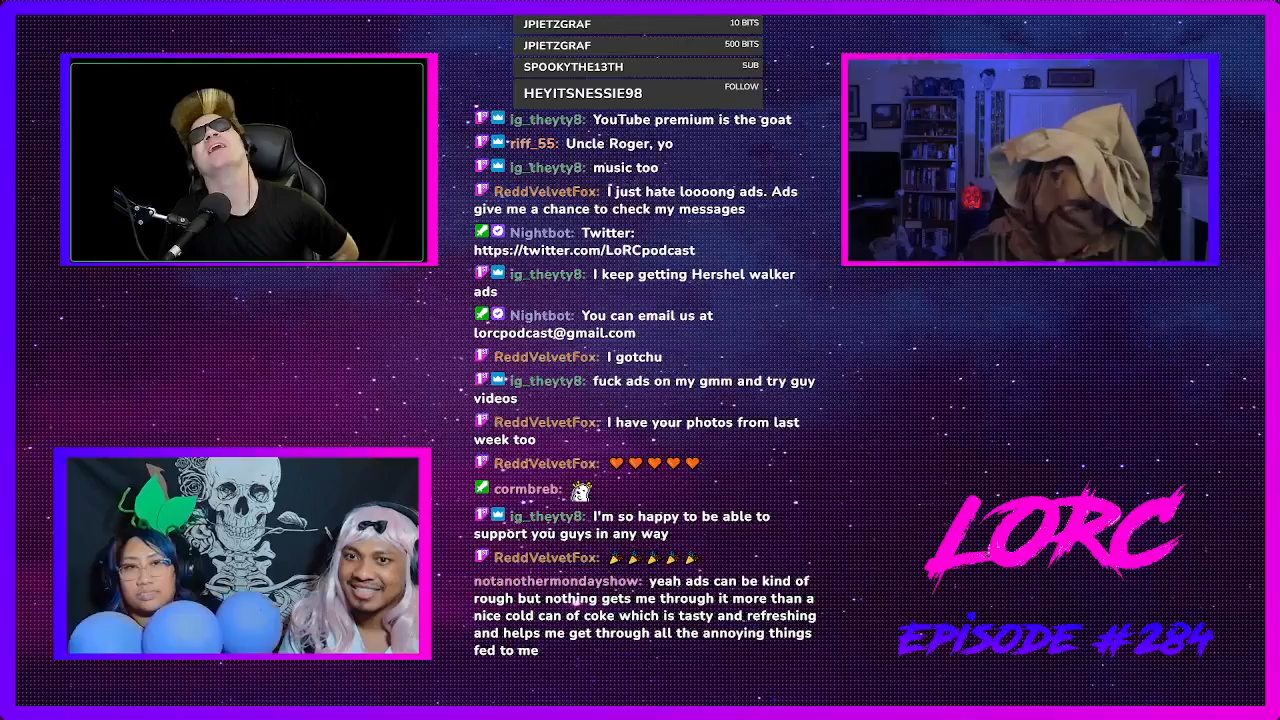 JPIETZGRAF 10 BITS
JPIETZGRAF 500 BITS
SPOOKYTHE13TH SUB
HEYITSNESSIE98 FOLLOW
ig_theyty8: YouTube premium is the goat
riff_55: Uncle Roger, yo
ig_theyty8: music too
ReddVelvetFox: I just hate loooong ads. Ads
give me a chance to check my messages
Nightbot: Twitter:
https://twitter.com/LoRCpodcast
ig_theyty8: I keep getting Hershel walker
ads
Nightbot: You can email us at
lorcpodcast@gmail.com
ReddVelvetFox: I gotchu
ig_theyty8: fuck ads on my gmm and try guy
videos
ReddVelvetFox: I have your photos from last
week too
ReddVelvetFox: 🧡 🧡 🧡 🧡 🧡
cormbreb:
ig_theyty8: I'm so happy to be able to
support you guys in any way
ReddVelvetFox: 🎉 🎉 🎉 🎉 🎉
notanothermondayshow: yeah ads can be kind of
rough but nothing gets me through it more than a
nice cold can of coke which is tasty and refreshing
and helps me get through all the annoying things
fed to me
LORC
EPISODE #284